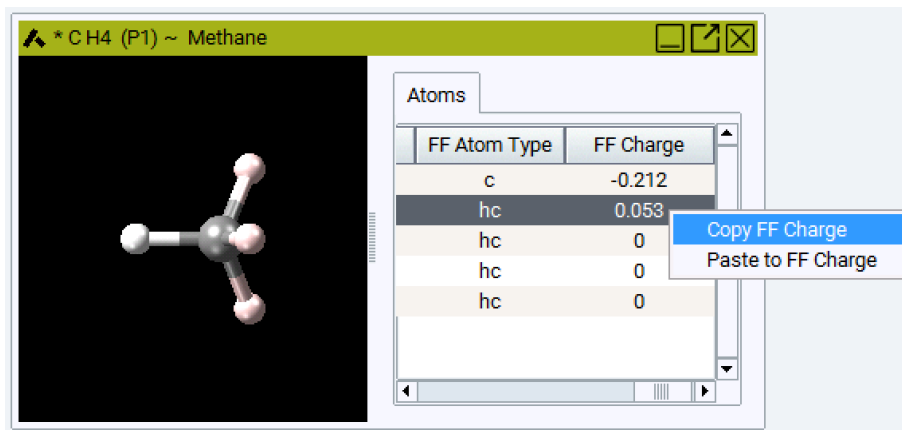 * C H4 (P1) ~ Methane
Atoms
FF Atom Type FF Charge
c -0.212
hc 0.053
Copy FF Charge
hc 0
Paste to FF Charge
hc 0
hc 0